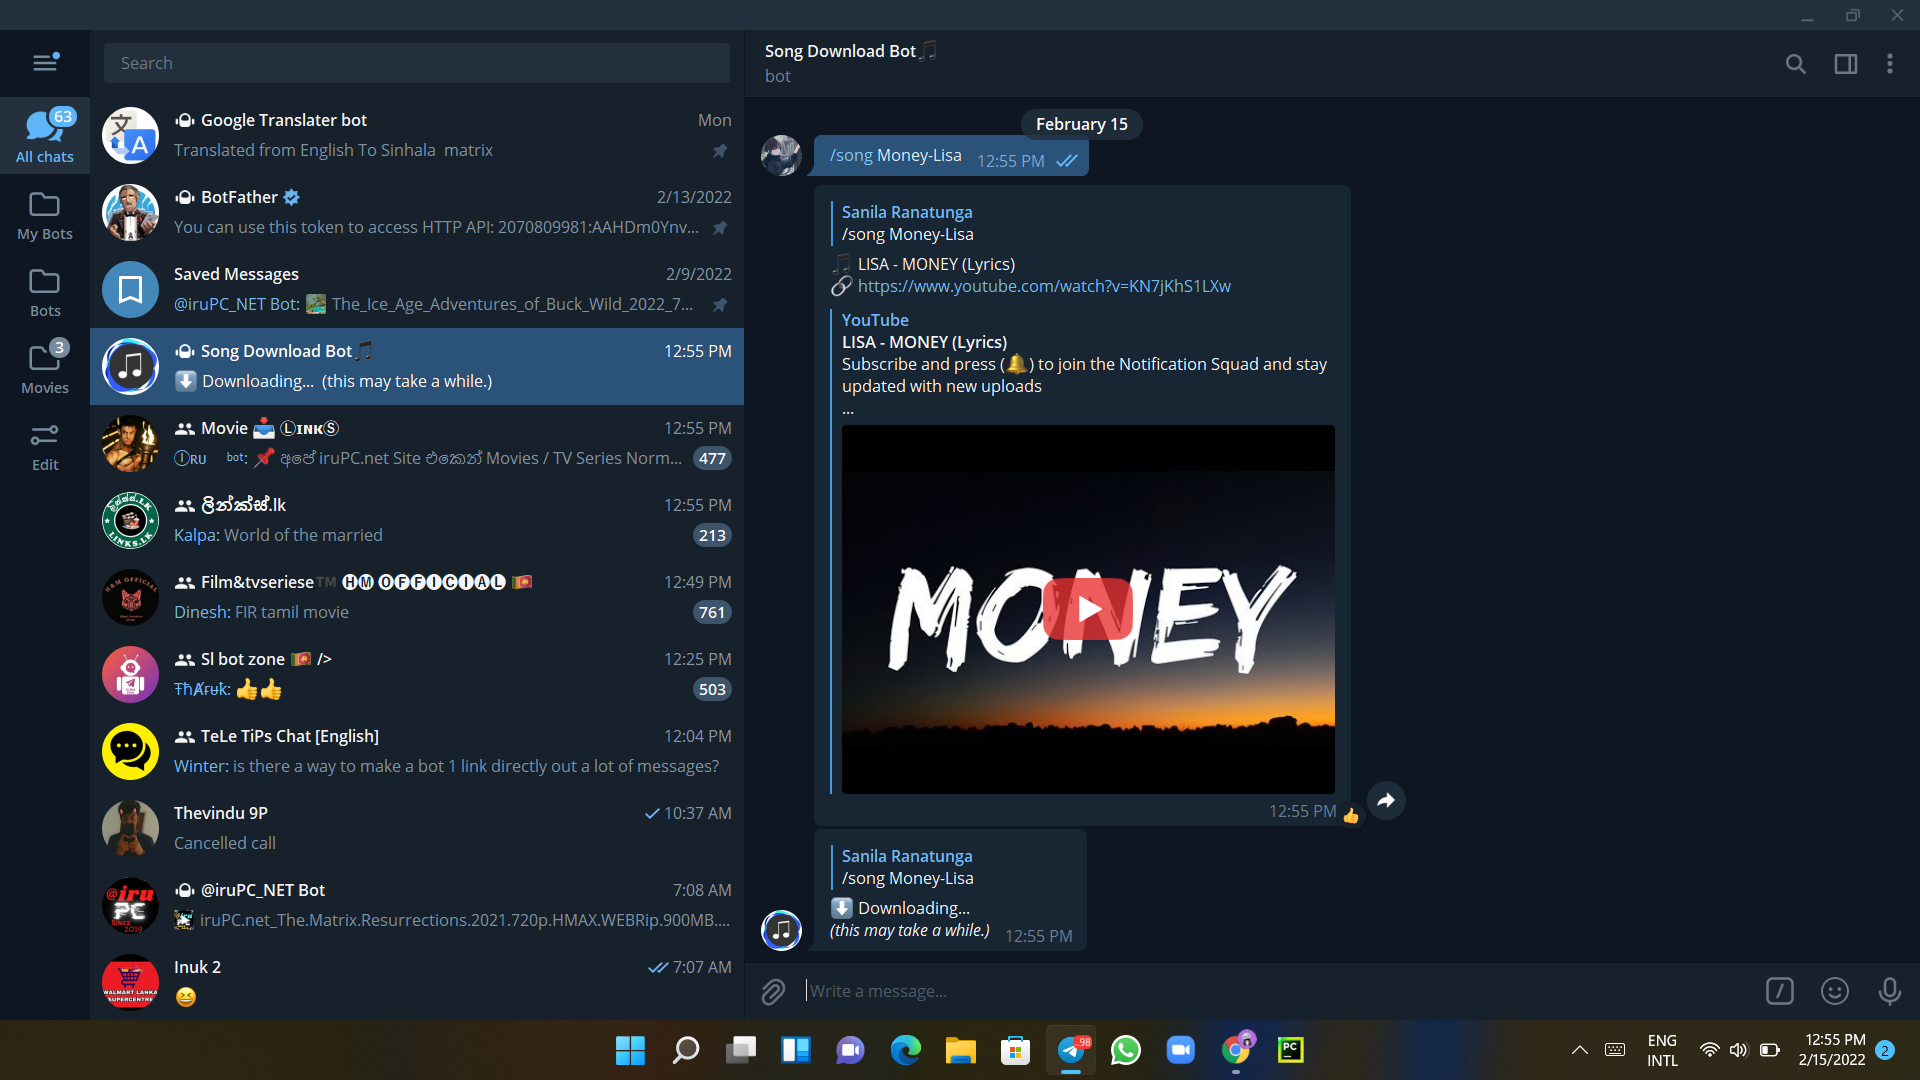 Search
63
All chats
My Bots
Bots
3
Movies
Edit
Google Translater bot Mon
Translated from English To Sinhala matrix
BotFather 2/13/2022
You can use this token to access HTTP API: 2070809981:AAHDm0Ynv...
Saved Messages 2/9/2022
@iruPC_NET Bot: The_Ice_Age_Adventures_of_Buck_Wild_2022_7...
Song Download Bot🎵 12:55 PM
⬇️ Downloading... (this may take a while.)
Movie 📥 Ⓛɪɴᴋⓢ 12:55 PM
Ⓘʀᴜ ᵇᵒᵗ: 📌 අපේ iruPC.net Site එකෙන් Movies / TV Series Norm... 477
ලින්ක්ස්.lk 12:55 PM
Kalpa: World of the married 213
Film&tvseriese™️ 🅗🅜 🅞🅕🅕🅘🅒🅘🅐🅛 🇱🇰 12:49 PM
Dinesh: FIR tamil movie 761
Sl bot zone 🇱🇰 /> 12:25 PM
👍👍 503
TeLe TiPs Chat [English] 12:04 PM
Winter: is there a way to make a bot 1 link directly out a lot of messages?
Thevindu 9P 10:37 AM
Cancelled call
@iruPC_NET Bot 7:08 AM
iruPC.net_The.Matrix.Resurrections.2021.720p.HMAX.WEBRip.900MB....
Inuk 2 7:07 AM
😆
LINKS.LK
@iru
PC
SINCE
2019
WALMART LANKA
SUPERCENTRE
Song Download Bot🎵
bot
February 15
/song Money-Lisa 12:55 PM
Sanila Ranatunga
/song Money-Lisa
🎵 LISA - MONEY (Lyrics)
🔗 https://www.youtube.com/watch?v=KN7jKhS1LXw
YouTube
LISA - MONEY (Lyrics)
Subscribe and press (🔔) to join the Notification Squad and stay
updated with new uploads
...
MONEY
12:55 PM 👍
Sanila Ranatunga
/song Money-Lisa
⬇️ Downloading...
(this may take a while.) 12:55 PM
Write a message...
.98
PC
ENG
INTL
12:55 PM
2/15/2022
2